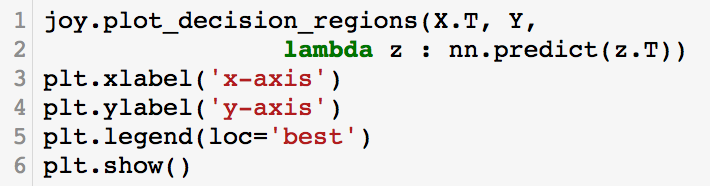 1 joy.plot_decision_regions(X.T, Y,
2                 lambda z : nn.predict(z.T))
3 plt.xlabel('x-axis')
4 plt.ylabel('y-axis')
5 plt.legend(loc='best')
6 plt.show()